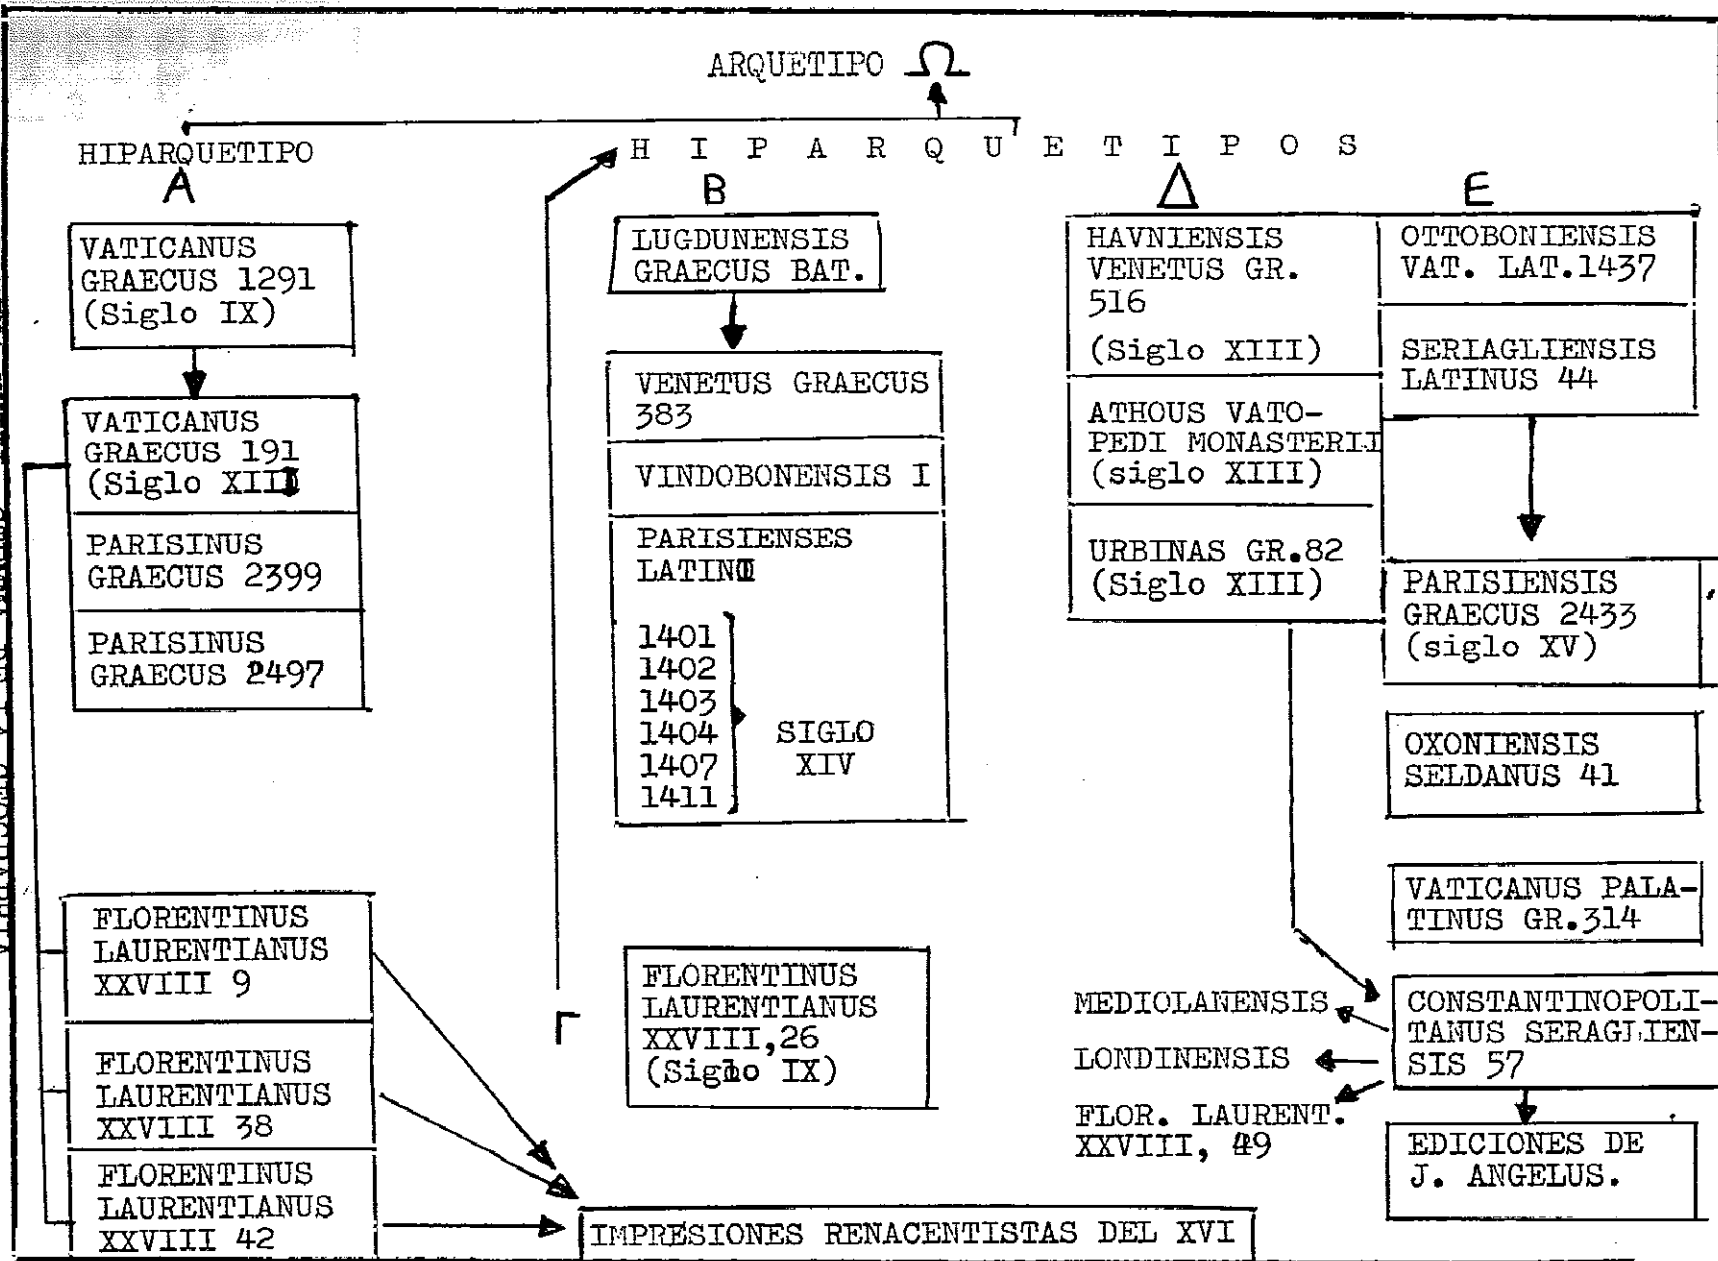 ARQUETIPO Ω
HIPARQUETIPO
A
HIPARQUETIPOS
B
Δ
E
VATICANUS
GRAECUS 1291
(Siglo IX)
VATICANUS
GRAECUS 191
(Siglo XIII
PARISINUS
GRAECUS 2399
PARISINUS
GRAECUS 2497
FLORENTINUS
LAURENTIANUS
XXVIII 9
FLORENTINUS
LAURENTIANUS
XXVIII 38
FLORENTINUS
LAURENTIANUS
XXVIII 42
LUGDUNENSIS
GRAECUS BAT.
VENETUS GRAECUS
383
VINDOBONENSIS I
PARISIENSES
LATINI
1401
1402
1403
1404
1407
1411
SIGLO
XIV
FLORENTINUS
LAURENTIANUS
XXVIII,26
(Siglo IX)
IMPRESIONES RENACENTISTAS DEL XVI
HAVNIENSIS
VENETUS GR.
516
(Siglo XIII)
ATHOUS VATO-
PEDI MONASTERII
(siglo XIII)
URBINAS GR.82
(Siglo XIII)
MEDIOLANENSIS
LONDINENSIS
FLOR. LAURENT.
XXVIII, 49
OTTOBONIENSIS
VAT. LAT.1437
SERIAGLIENSIS
LATINUS 44
PARISIENSIS
GRAECUS 2433
(siglo XV)
OXONIENSIS
SELDANUS 41
VATICANUS PALA-
TINUS GR.314
CONSTANTINOPOLI-
TANUS SERAGLIEN-
SIS 57
EDICIONES DE
J. ANGELUS.